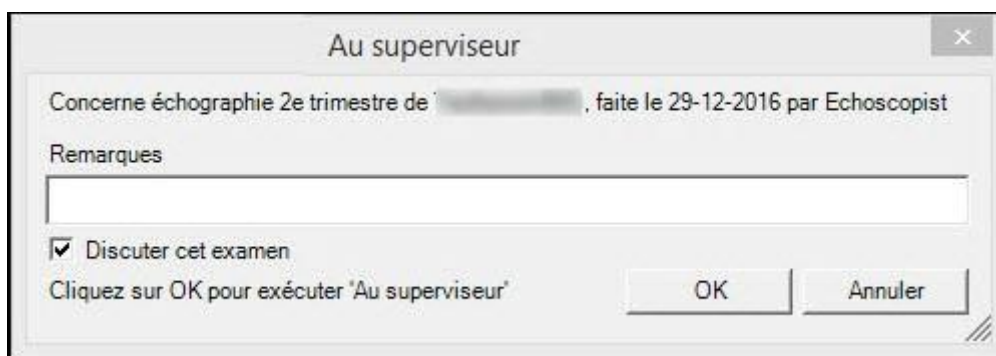 Au superviseur
Concerne échographie 2e trimestre de , faite le 29-12-2016 par Echoscopist
Remarques
Discuter cet examen
Cliquez sur OK pour exécuter 'Au superviseur'
OK
Annuler